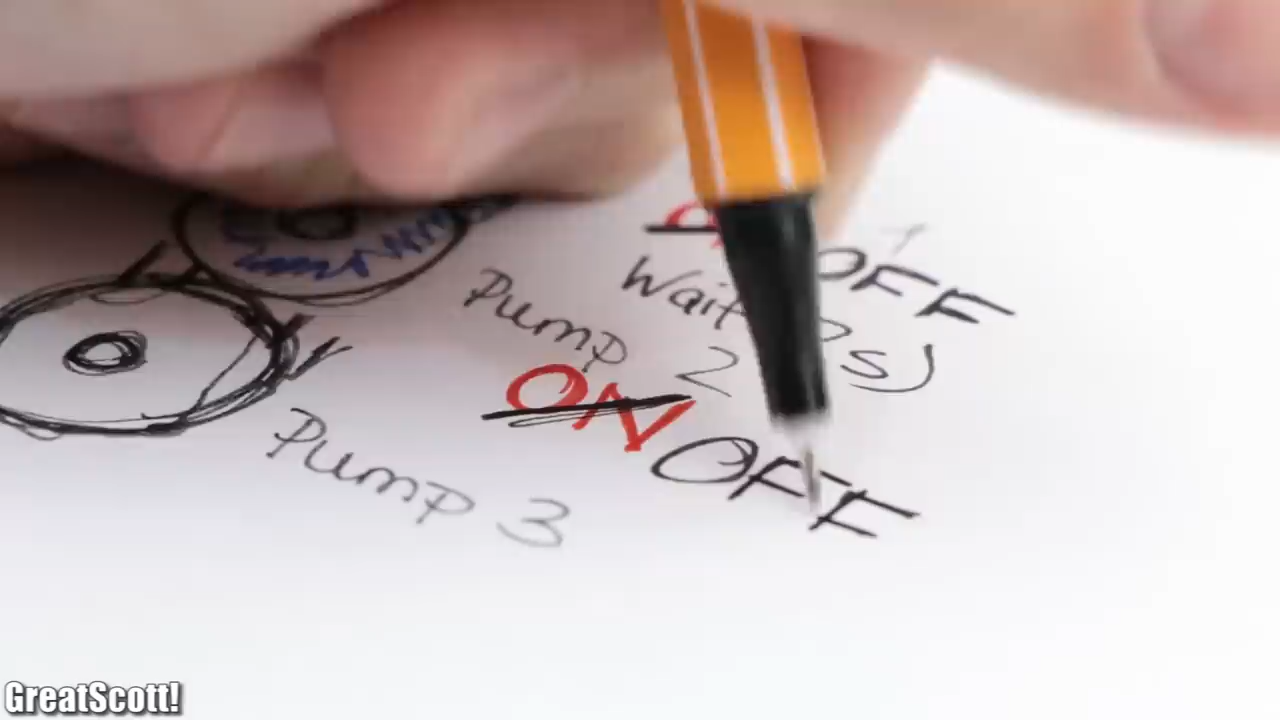 OFF
Wait
s)
Pump 2
ON OFF
Pump 3
GreatScott!